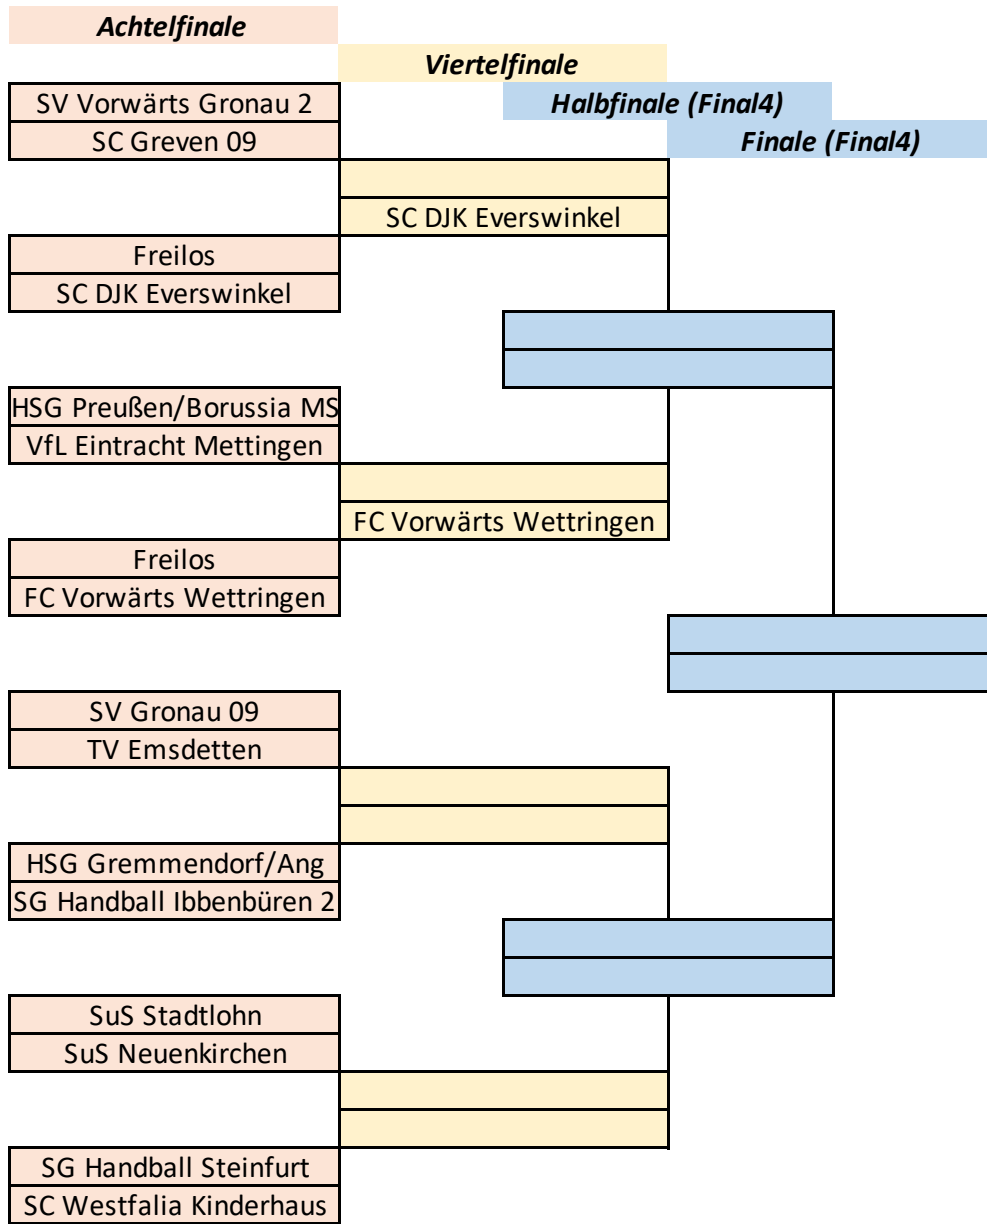 Achtelfinale
Viertelfinale
SV Vorwärts Gronau 2
Halbfinale (Final4)
SC Greven 09
Finale (Final4)
SC DJK Everswinkel
Freilos
SC DJK Everswinkel
HSG Preußen/Borussia MS
VfL Eintracht Mettingen
FC Vorwärts Wettringen
Freilos
FC Vorwärts Wettringen
SV Gronau 09
TV Emsdetten
HSG Gremmendorf/Ang
SG Handball Ibbenbüren 2
SuS Stadtlohn
SuS Neuenkirchen
SG Handball Steinfurt
SC Westfalia Kinderhaus